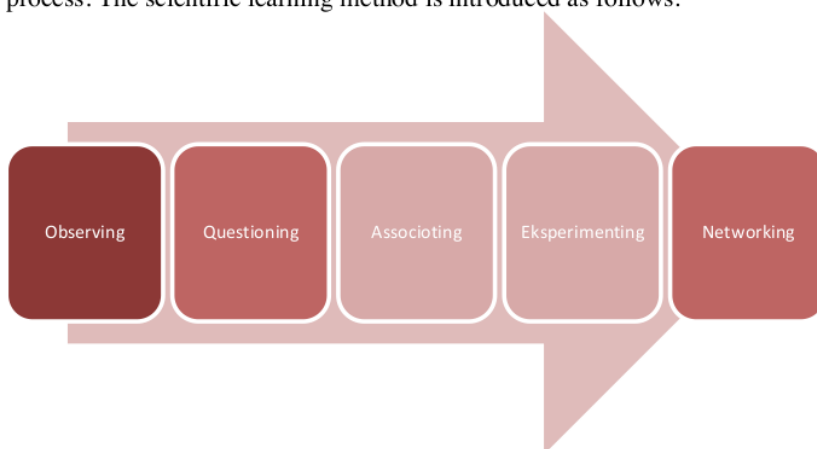 process. The scientific learning method is introduced as follows:
Observing
Questioning
Associoting
Eksperimenting
Networking